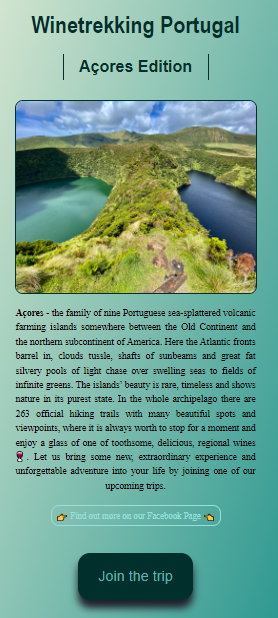 Winetrekking Portugal
Açores Edition
Açores - the family of nine Portuguese sea-splattered volcanic
farming islands somewhere between the Old Continent and
the northern subcontinent of America. Here the Atlantic fronts
barrel in, clouds tussle, shafts of sunbeams and great fat
silvery pools of light chase over swelling seas to fields of
infinite greens. The islands' beauty is rare, timeless and shows
nature in its purest state. In the whole archipelago there are
263 official hiking trails with many beautiful spots and
viewpoints, where it is always worth to stop for a moment and
enjoy a glass of one of toothsome, delicious, regional wines
🍷. Let us bring some new, extraordinary experience and
unforgettable adventure into your life by joining one of our
upcoming trips.
👉 Find out more on our Facebook Page 👈
Join the trip